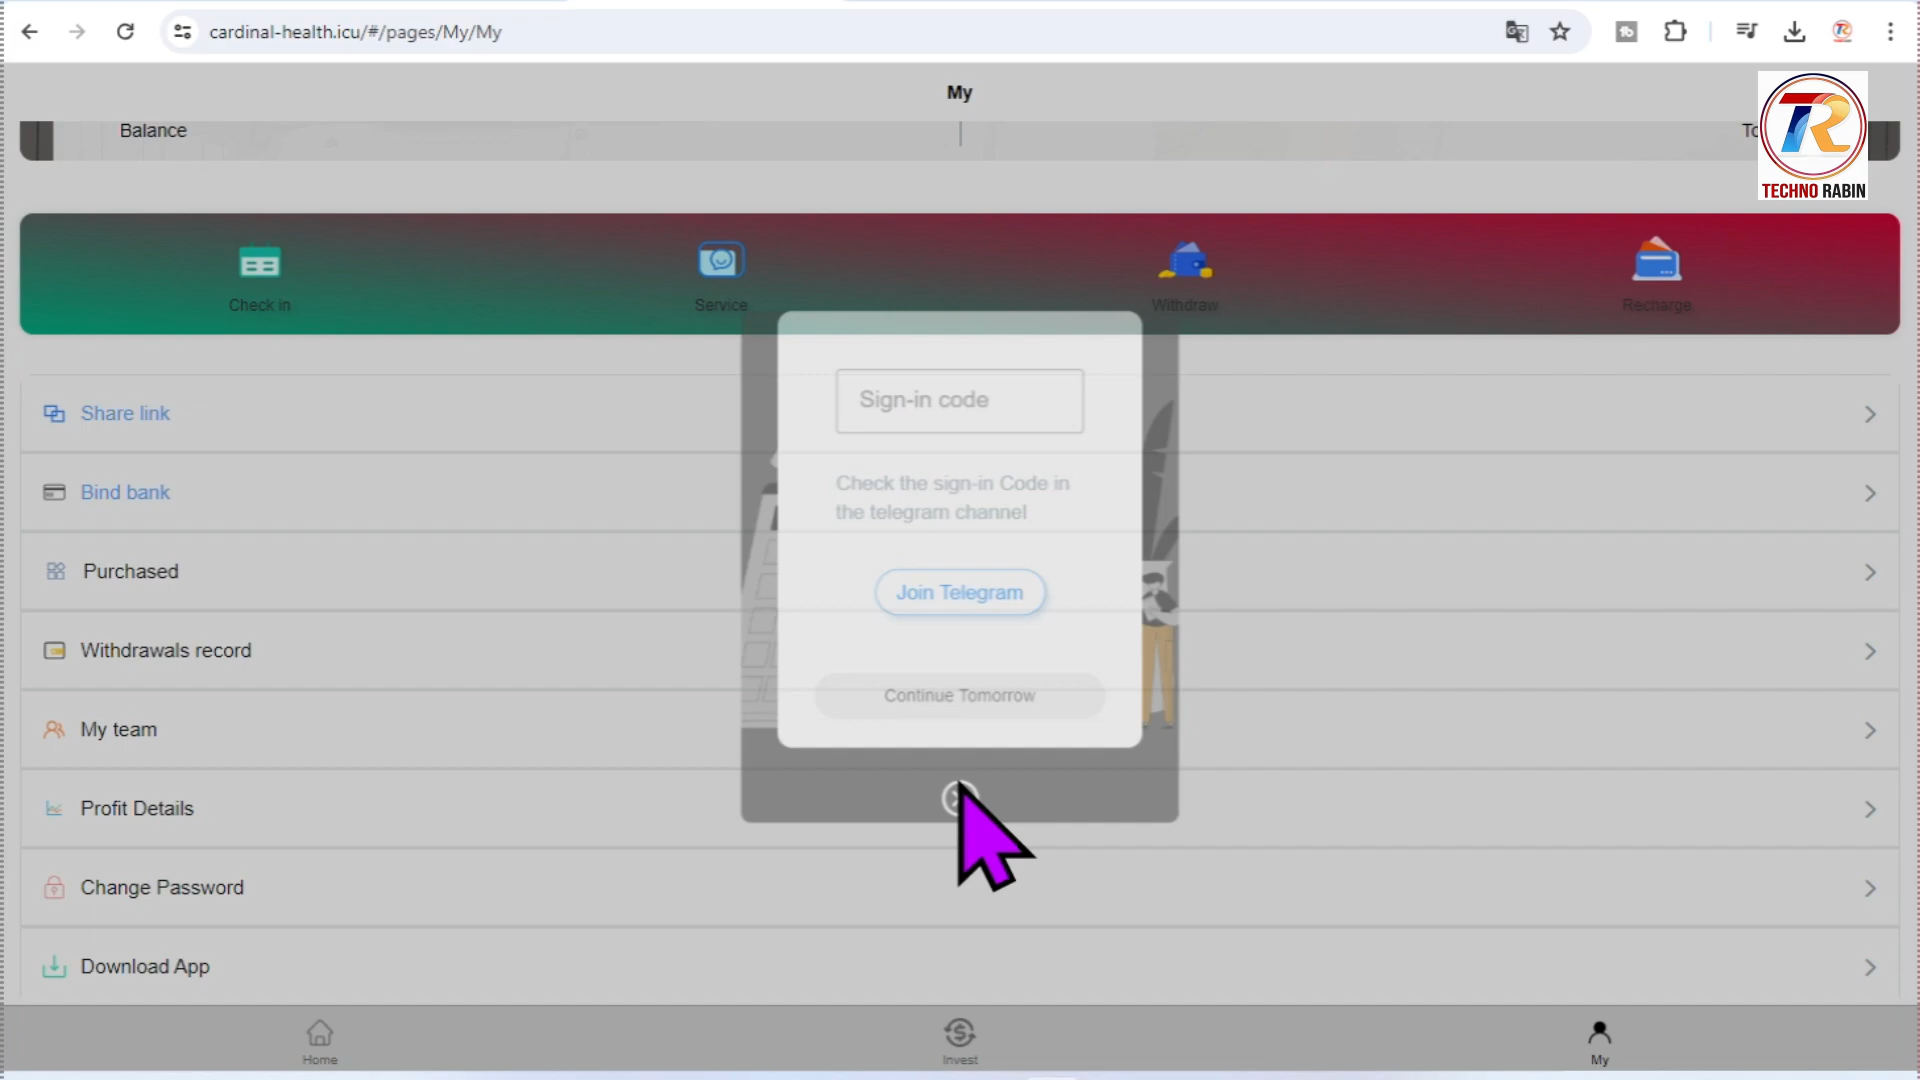 cardinal-health.icu/#/pages/My/My
My
Balance
TECHNO RABIN
Check in
Service
Withdraw
Recharge
Share link
Sign-in code
Bind bank
Check the sign-in Code in
the telegram channel
Purchased
Join Telegram
Withdrawals record
Continue Tomorrow
My team
Profit Details
Change Password
Download App
Home
Invest
My